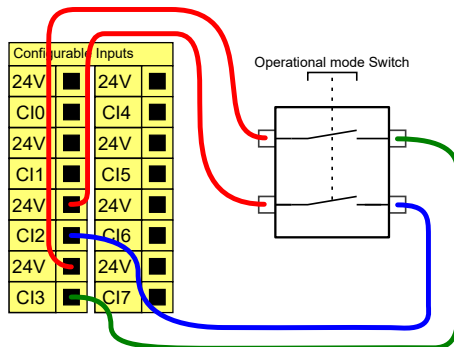 Configurable Inputs
Operational mode Switch
24V 24V
CI0 CI4
24V 24V
CI1 CI5
24V 24V
CI2 CI6
24V 24V
CI3 CI7